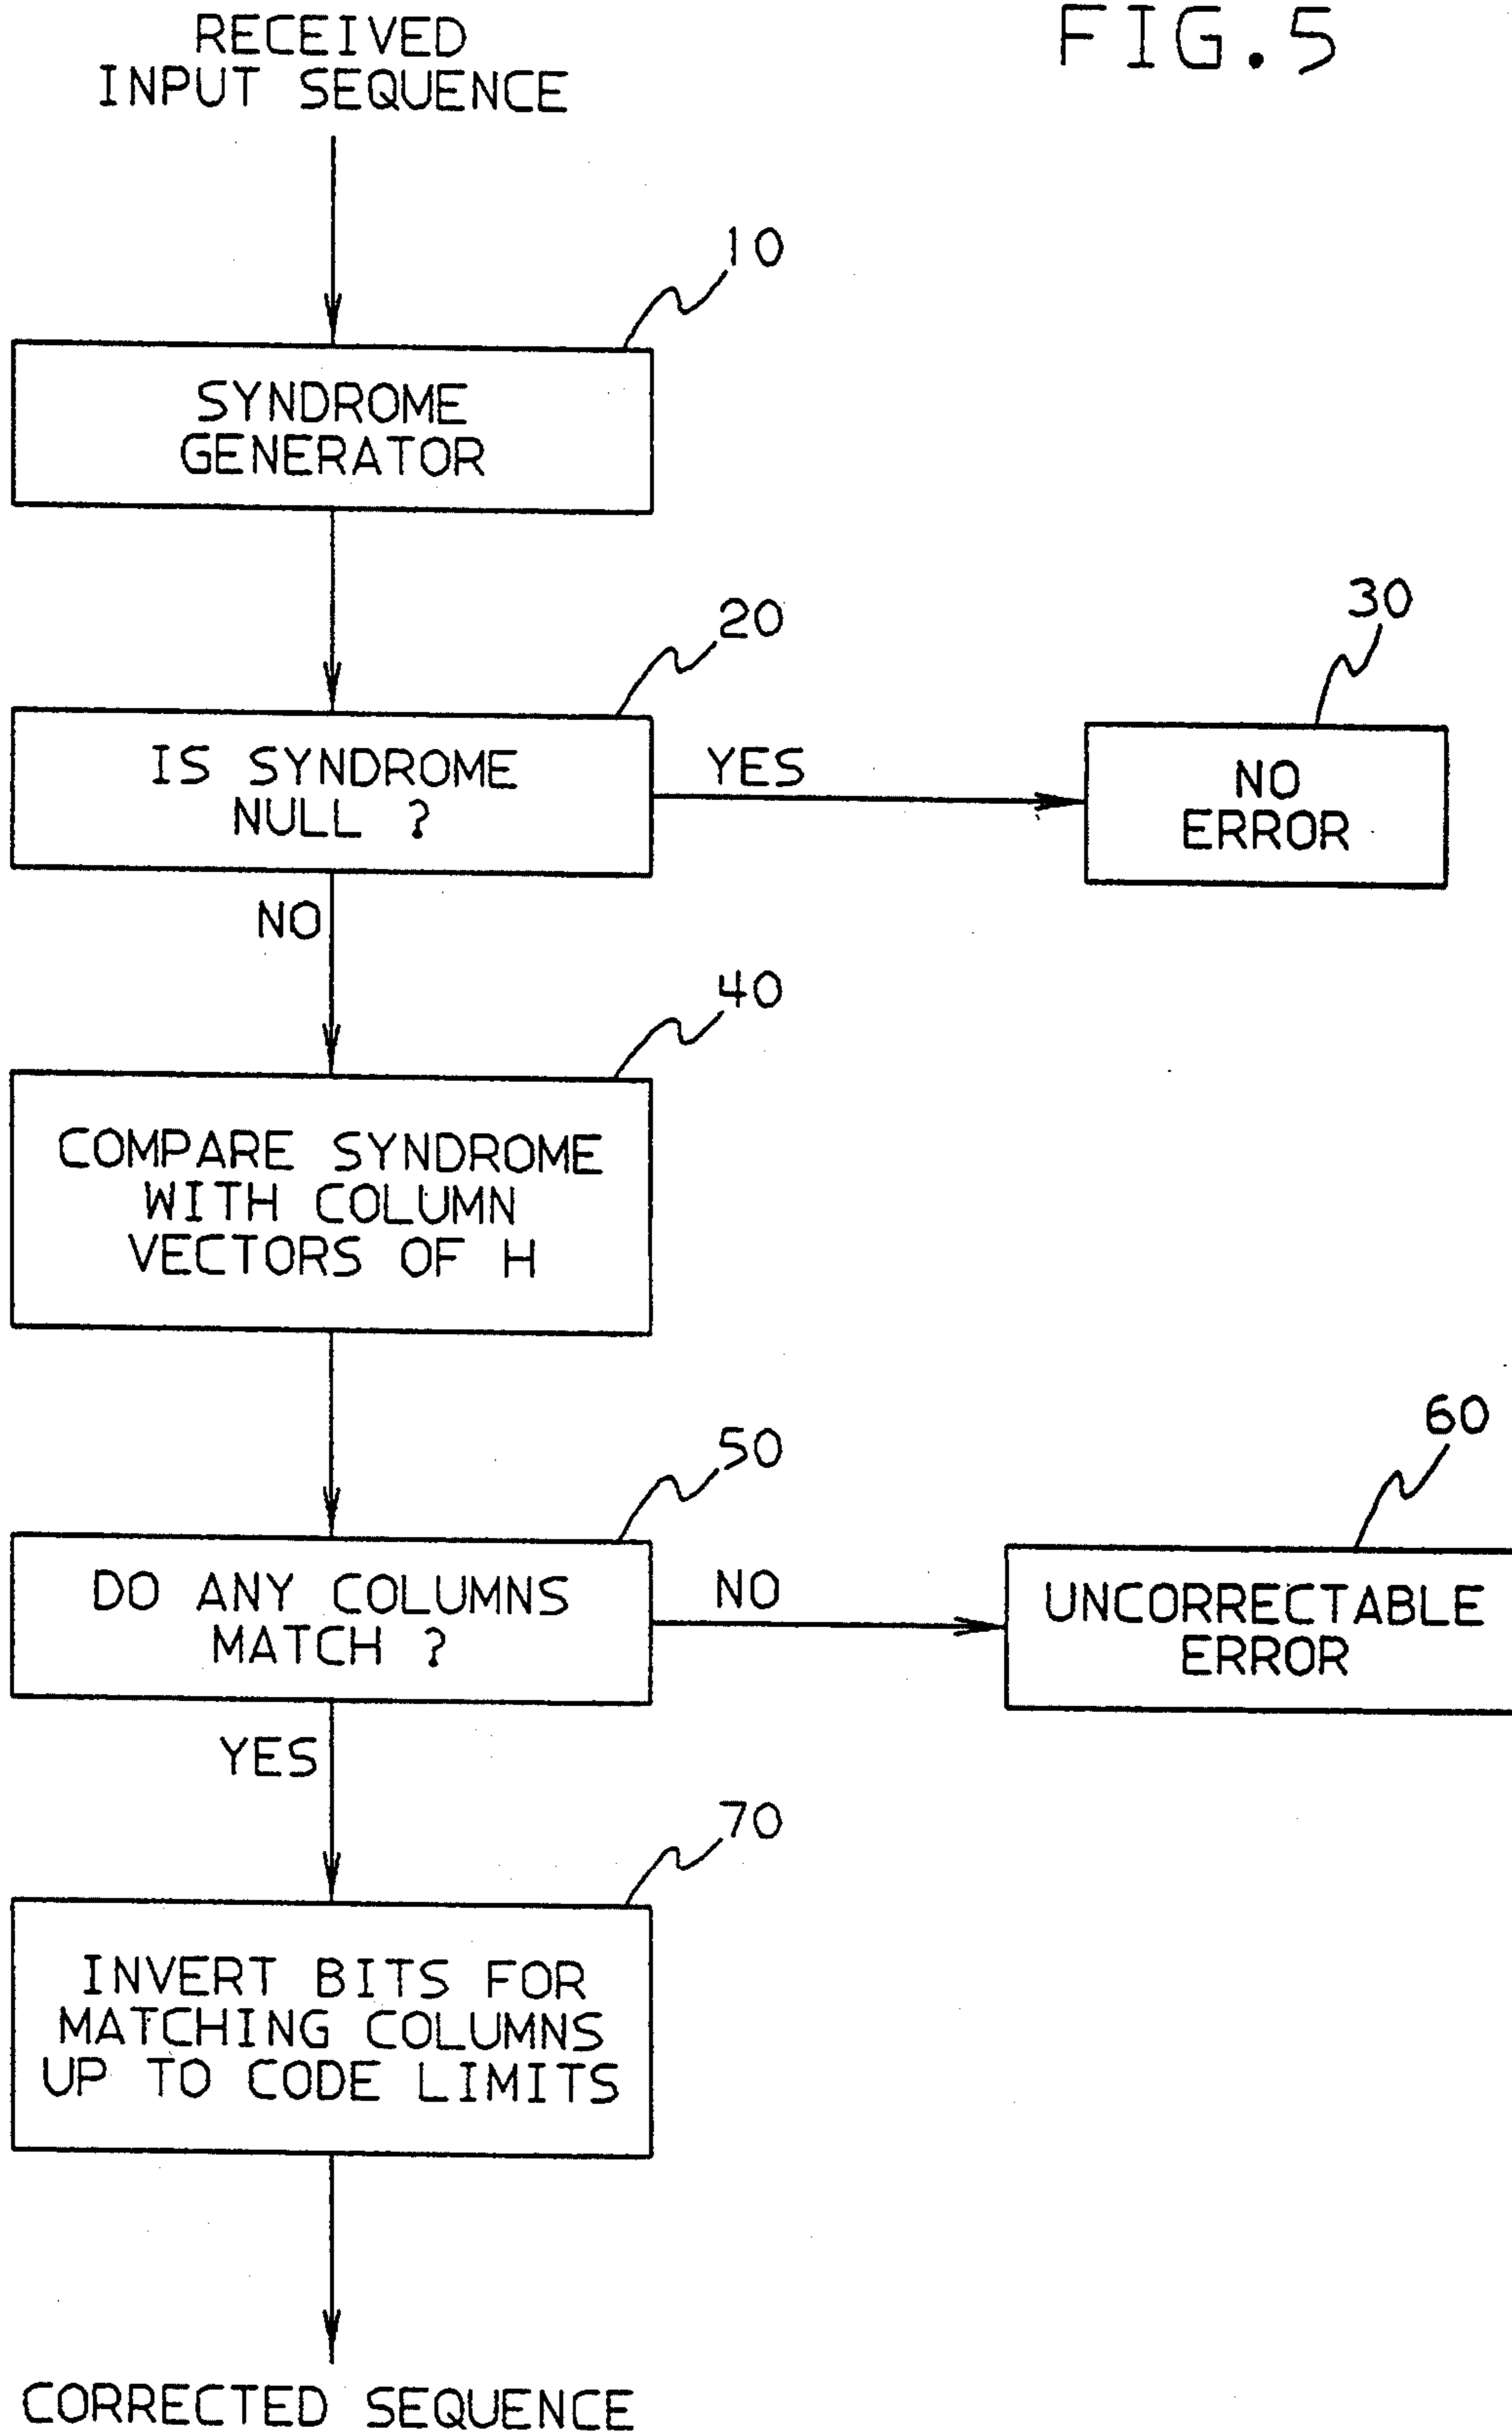 FIG.5
RECEIVED
INPUT SEQUENCE
10
SYNDROME
GENERATOR
20
IS SYNDROME
NULL ?
YES
30
NO
ERROR
NO
40
COMPARE SYNDROME
WITH COLUMN
VECTORS OF H
50
DO ANY COLUMNS
MATCH ?
NO
60
UNCORRECTABLE
ERROR
YES
70
INVERT BITS FOR
MATCHING COLUMNS
UP TO CODE LIMITS
CORRECTED SEQUENCE